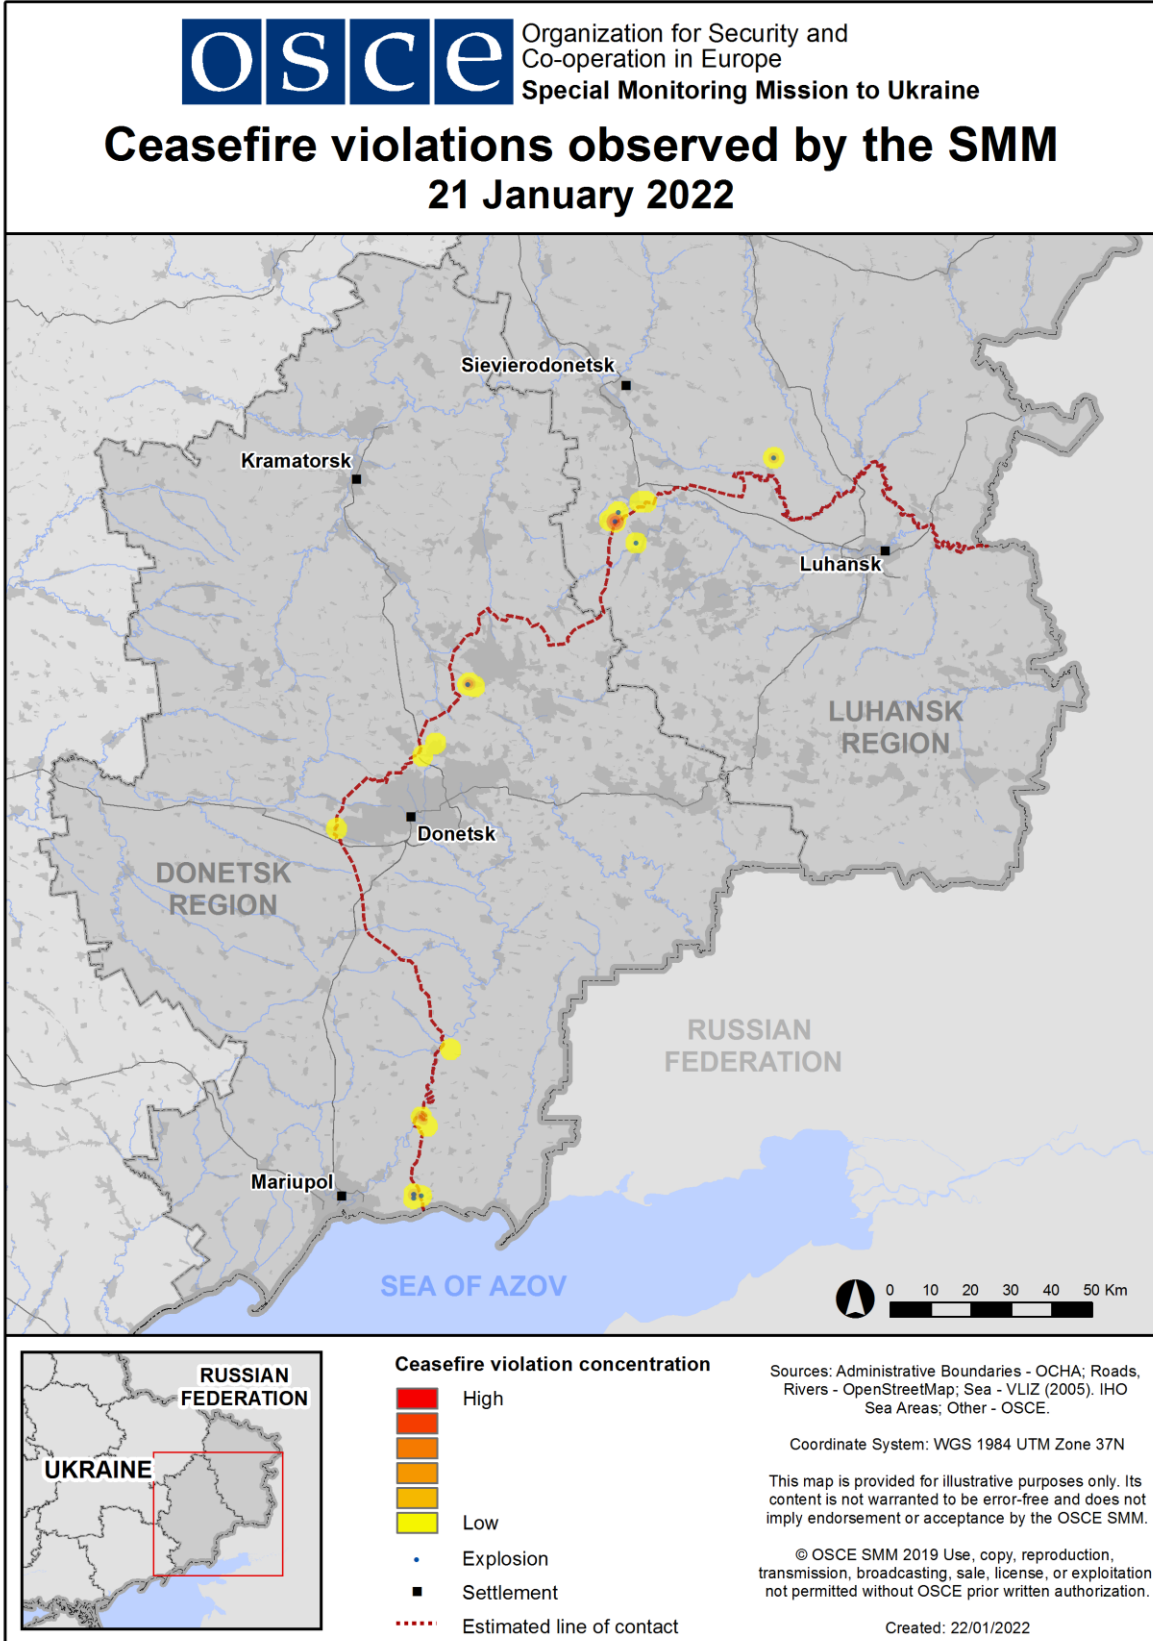 OSCE
Organization for Security and
Co-operation in Europe
Special Monitoring Mission to Ukraine
Ceasefire violations observed by the SMM
21 January 2022
Sievierodonetsk
Kramatorsk
Luhansk
LUHANSK
REGION
Donetsk
DONETSK
REGION
RUSSIAN
FEDERATION
Mariupol
SEA OF AZOV
0 10 20 30 40 50 Km
RUSSIAN
FEDERATION
UKRAINE
Ceasefire violation concentration
High
Low
Explosion
Settlement
Estimated line of contact
Sources: Administrative Boundaries - OCHA; Roads,
Rivers - OpenStreetMap; Sea - VLIZ (2005). IHO
Sea Areas; Other - OSCE.
Coordinate System: WGS 1984 UTM Zone 37N
This map is provided for illustrative purposes only. Its
content is not warranted to be error-free and does not
imply endorsement or acceptance by the OSCE SMM.
© OSCE SMM 2019 Use, copy, reproduction,
transmission, broadcasting, sale, license, or exploitation
not permitted without OSCE prior written authorization.
Created: 22/01/2022